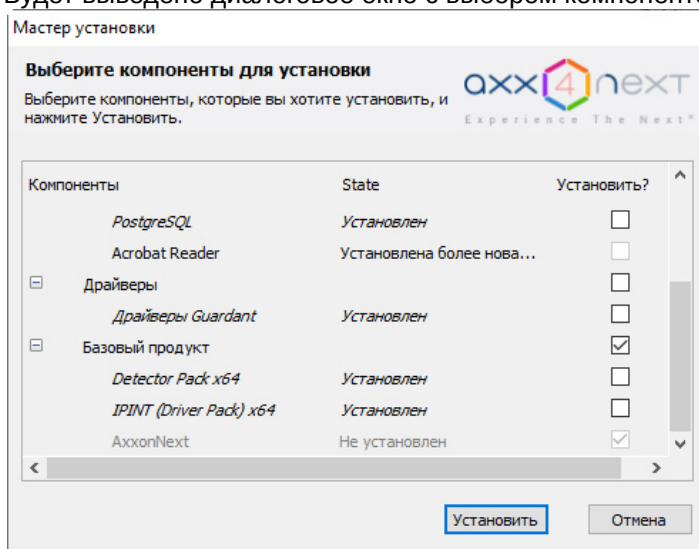 Мастер установки
Выберите компоненты для установки
Выберите компоненты, которые вы хотите установить, и
нажмите Установить.
axx4next
Experience The Next®
Компоненты State Установить?
PostgreSQL Установлен
Acrobat Reader Установлена более нова...
Драйверы
Драйверы Guardant Установлен
Базовый продукт
Detector Pack x64 Установлен
IPINT (Driver Pack) x64 Установлен
AxxonNext Не установлен
Установить Отмена